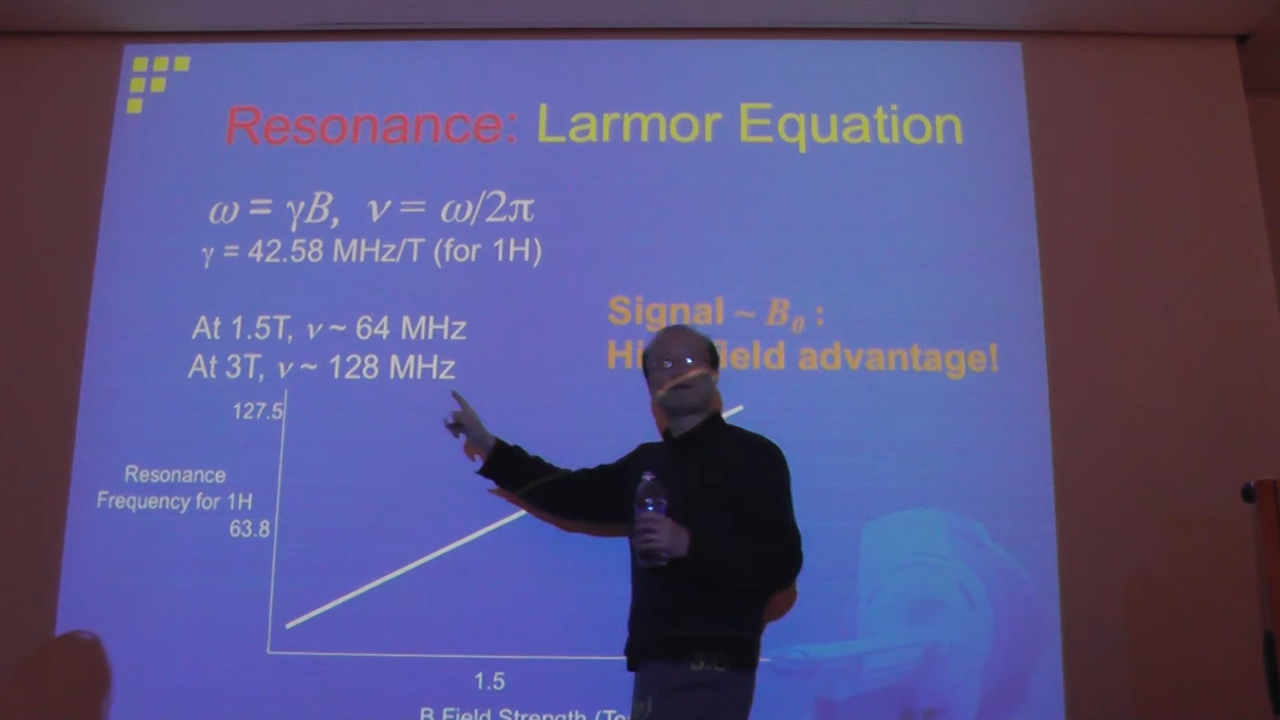 Resonance: Larmor Equation
ω = γB, ν = ω/2π
γ = 42.58 MHz/T (for 1H)
At 1.5T, ν ~ 64 MHz
At 3T, ν ~ 128 MHz
Signal ~ B₀ :
field advantage!
127.5
Resonance
Frequency for 1H
63.8
1.5
B Field Strength